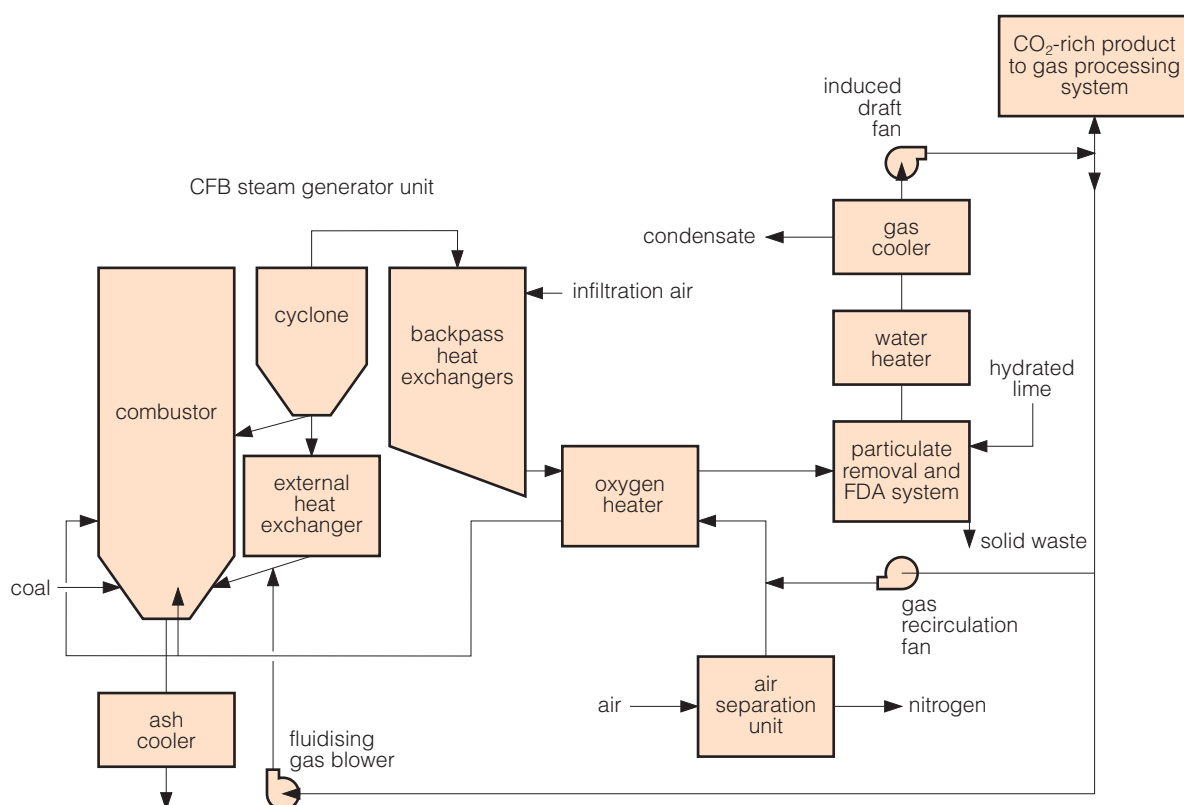 CO₂-rich product
to gas processing
system
induced
draft
fan
CFB steam generator unit
gas
cooler
condensate
infiltration air
cyclone
backpass
heat
exchangers
water
heater
hydrated
lime
combustor
particulate
removal and
FDA system
external
heat
exchanger
oxygen
heater
solid waste
coal
gas
recirculation
fan
air
air
separation
unit
nitrogen
ash
cooler
fluidising
gas blower